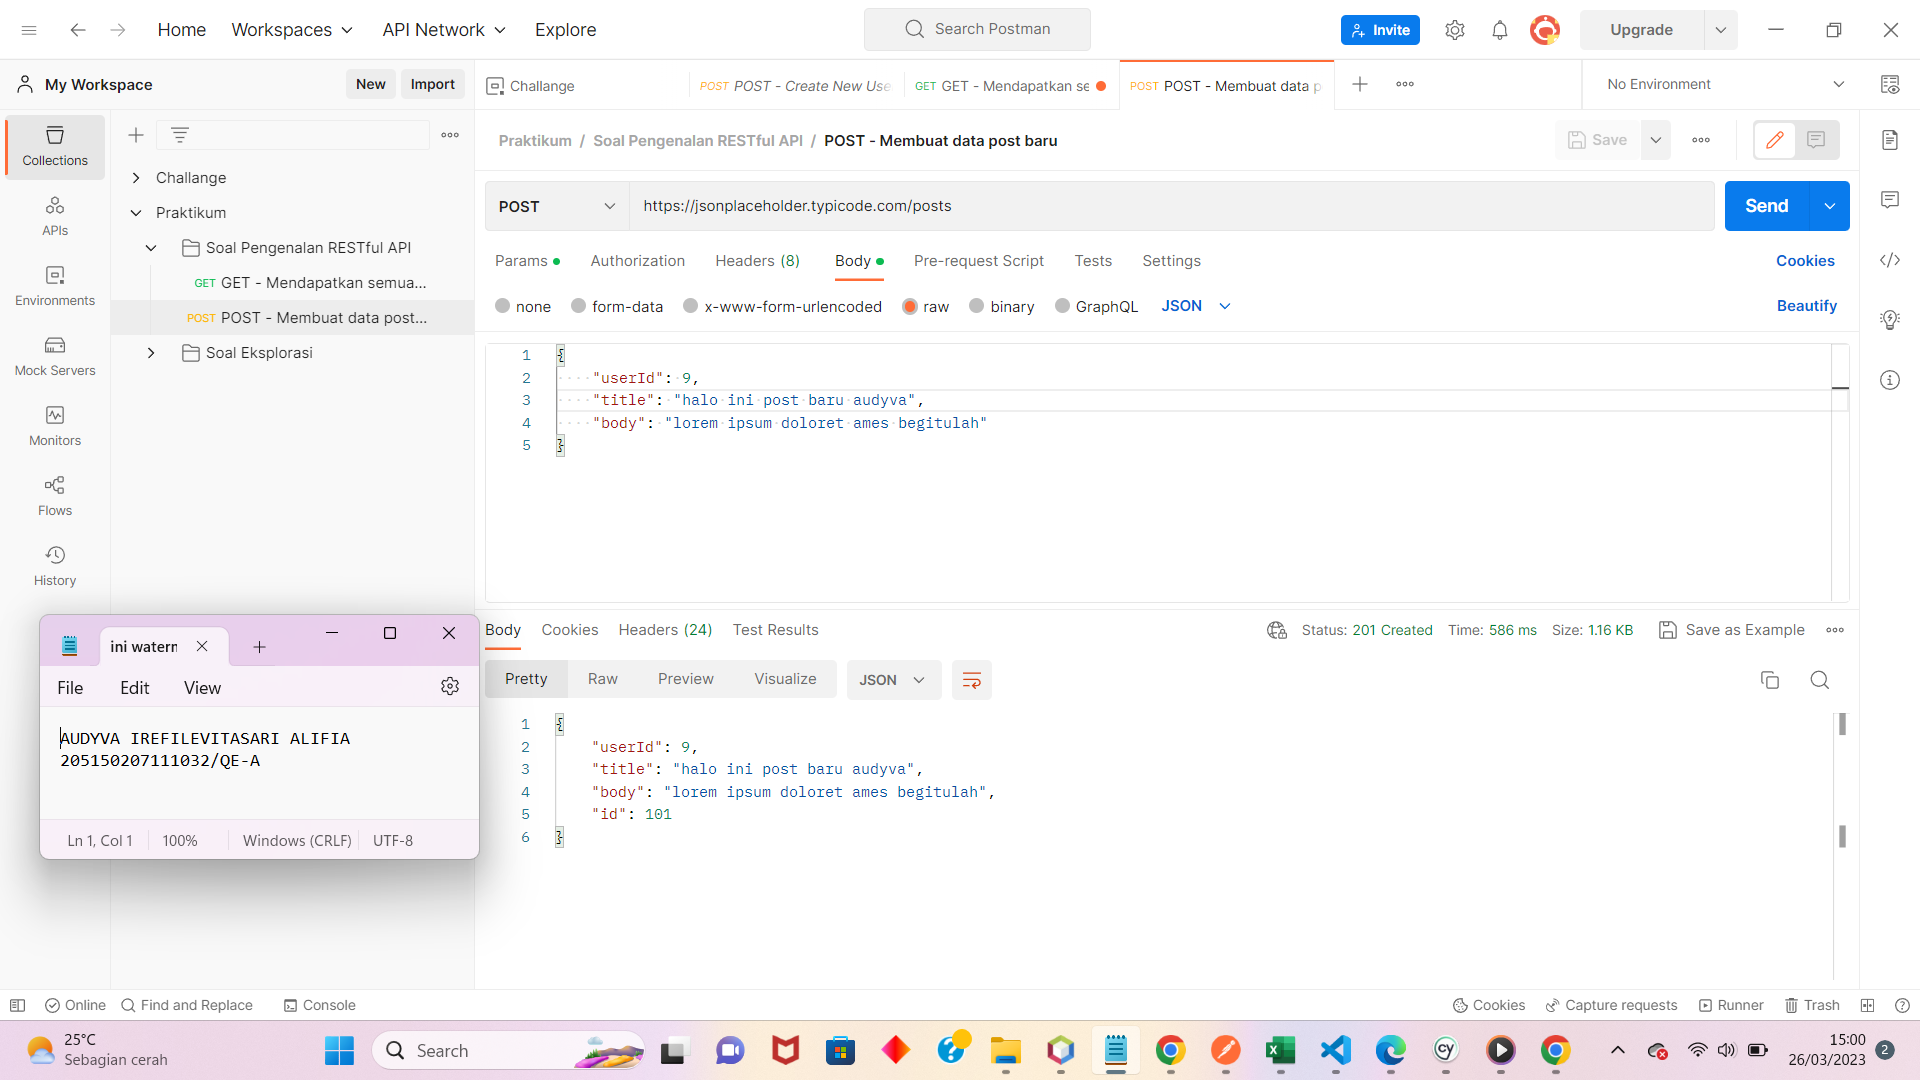 Home
Workspaces
API Network
Explore
Search Postman
Invite
Upgrade
My Workspace
New
Import
Challange
POST POST - Create New Use
GET GET - Mendapatkan se
POST POST - Membuat data p
No Environment
Collections
APIs
Environments
Mock Servers
Monitors
Flows
History
Challange
Praktikum
Soal Pengenalan RESTful API
GET GET - Mendapatkan semua...
POST POST - Membuat data post...
Soal Eksplorasi
Praktikum / Soal Pengenalan RESTful API / POST - Membuat data post baru
Save
POST
https://jsonplaceholder.typicode.com/posts
Send
Params
Authorization
Headers (8)
Body
Pre-request Script
Tests
Settings
Cookies
none
form-data
x-www-form-urlencoded
raw
binary
GraphQL
JSON
Beautify
1 {
2 "userId": 9,
3 "title": "halo ini post baru audyva",
4 "body": "lorem ipsum doloret ames begitulah"
5 }
Body
Cookies
Headers (24)
Test Results
Status: 201 Created
Time: 586 ms
Size: 1.16 KB
Save as Example
Pretty
Raw
Preview
Visualize
JSON
1 {
2 "userId": 9,
3 "title": "halo ini post baru audyva",
4 "body": "lorem ipsum doloret ames begitulah",
5 "id": 101
6 }
ini watern
File
Edit
View
AUDYVA IREFILEVITASARI ALIFIA
205150207111032/QE-A
Ln 1, Col 1
100%
Windows (CRLF)
UTF-8
Online
Find and Replace
Console
Cookies
Capture requests
Runner
Trash
25°C
Sebagian cerah
Search
CY
15:00
26/03/2023
2